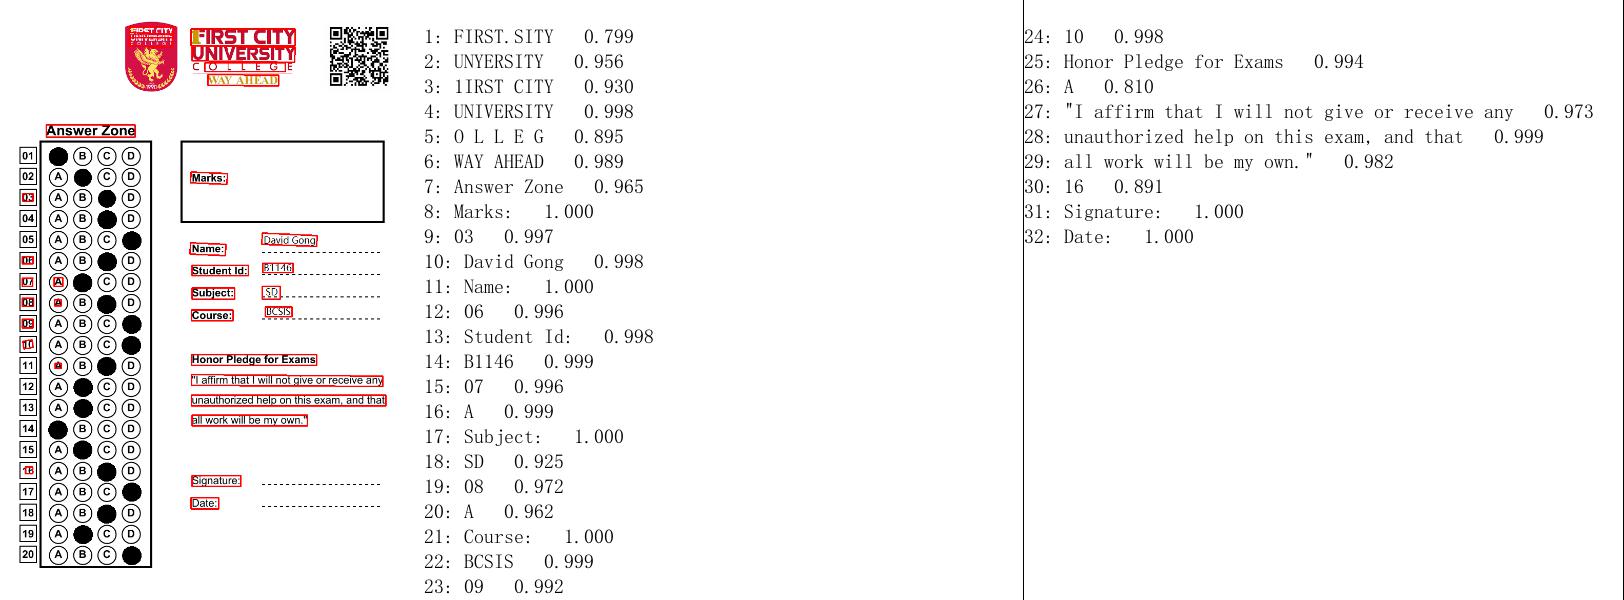 FIRST CITY
UNIVERSITY
COLLEGE
FIRST CITY
UNIVERSITY
COLLEGE
WAY AHEAD
Answer Zone
01 B C D
02 A C D
03 A B D
04 A B D
05 A B C
06 A B D
07 A C D
08 A B D
09 A B C
10 A B C
11 A B D
12 A C D
13 A C D
14 B C D
15 A C D
16 A B D
17 A B C
18 A B D
19 A C D
20 A B C
Marks:
Name: David Gong
Student Id: B1146
Subject: SD
Course: BCSIS
Honor Pledge for Exams
"I affirm that I will not give or receive any
unauthorized help on this exam, and that
all work will be my own."
Signature:
Date:
1: FIRST.SITY 0.799
2: UNYERSITY 0.956
3: 1IRST CITY 0.930
4: UNIVERSITY 0.998
5: O L L E G 0.895
6: WAY AHEAD 0.989
7: Answer Zone 0.965
8: Marks: 1.000
9: 03 0.997
10: David Gong 0.998
11: Name: 1.000
12: 06 0.996
13: Student Id: 0.998
14: B1146 0.999
15: 07 0.996
16: A 0.999
17: Subject: 1.000
18: SD 0.925
19: 08 0.972
20: A 0.962
21: Course: 1.000
22: BCSIS 0.999
23: 09 0.992
24: 10 0.998
25: Honor Pledge for Exams 0.994
26: A 0.810
27: "I affirm that I will not give or receive any 0.973
28: unauthorized help on this exam, and that 0.999
29: all work will be my own." 0.982
30: 16 0.891
31: Signature: 1.000
32: Date: 1.000